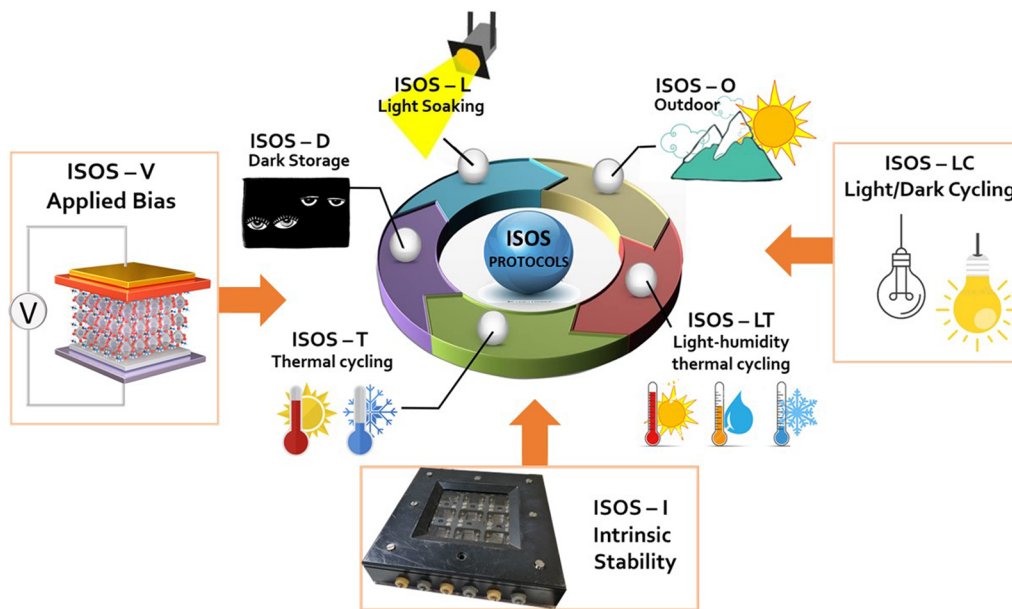 ISOS – L
Light Soaking
ISOS – O
Outdoor
ISOS – D
Dark Storage
ISOS – V
Applied Bias
V
ISOS – LC
Light/Dark Cycling
ISOS
PROTOCOLS
ISOS – T
Thermal cycling
ISOS – LT
Light-humidity
thermal cycling
ISOS – I
Intrinsic
Stability